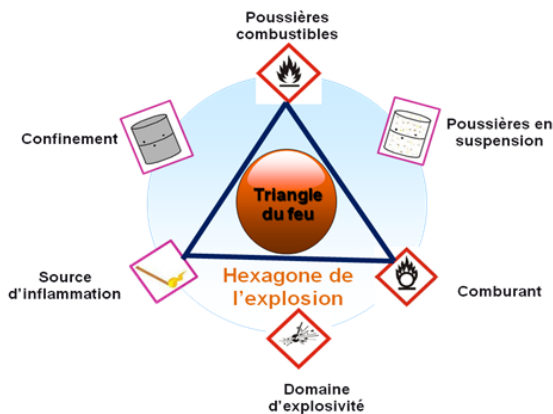 Poussières
combustibles
Confinement
Poussières en
suspension
Triangle
du feu
Source
d'inflammation
Hexagone de
l'explosion
Comburant
Domaine
d'explosivité